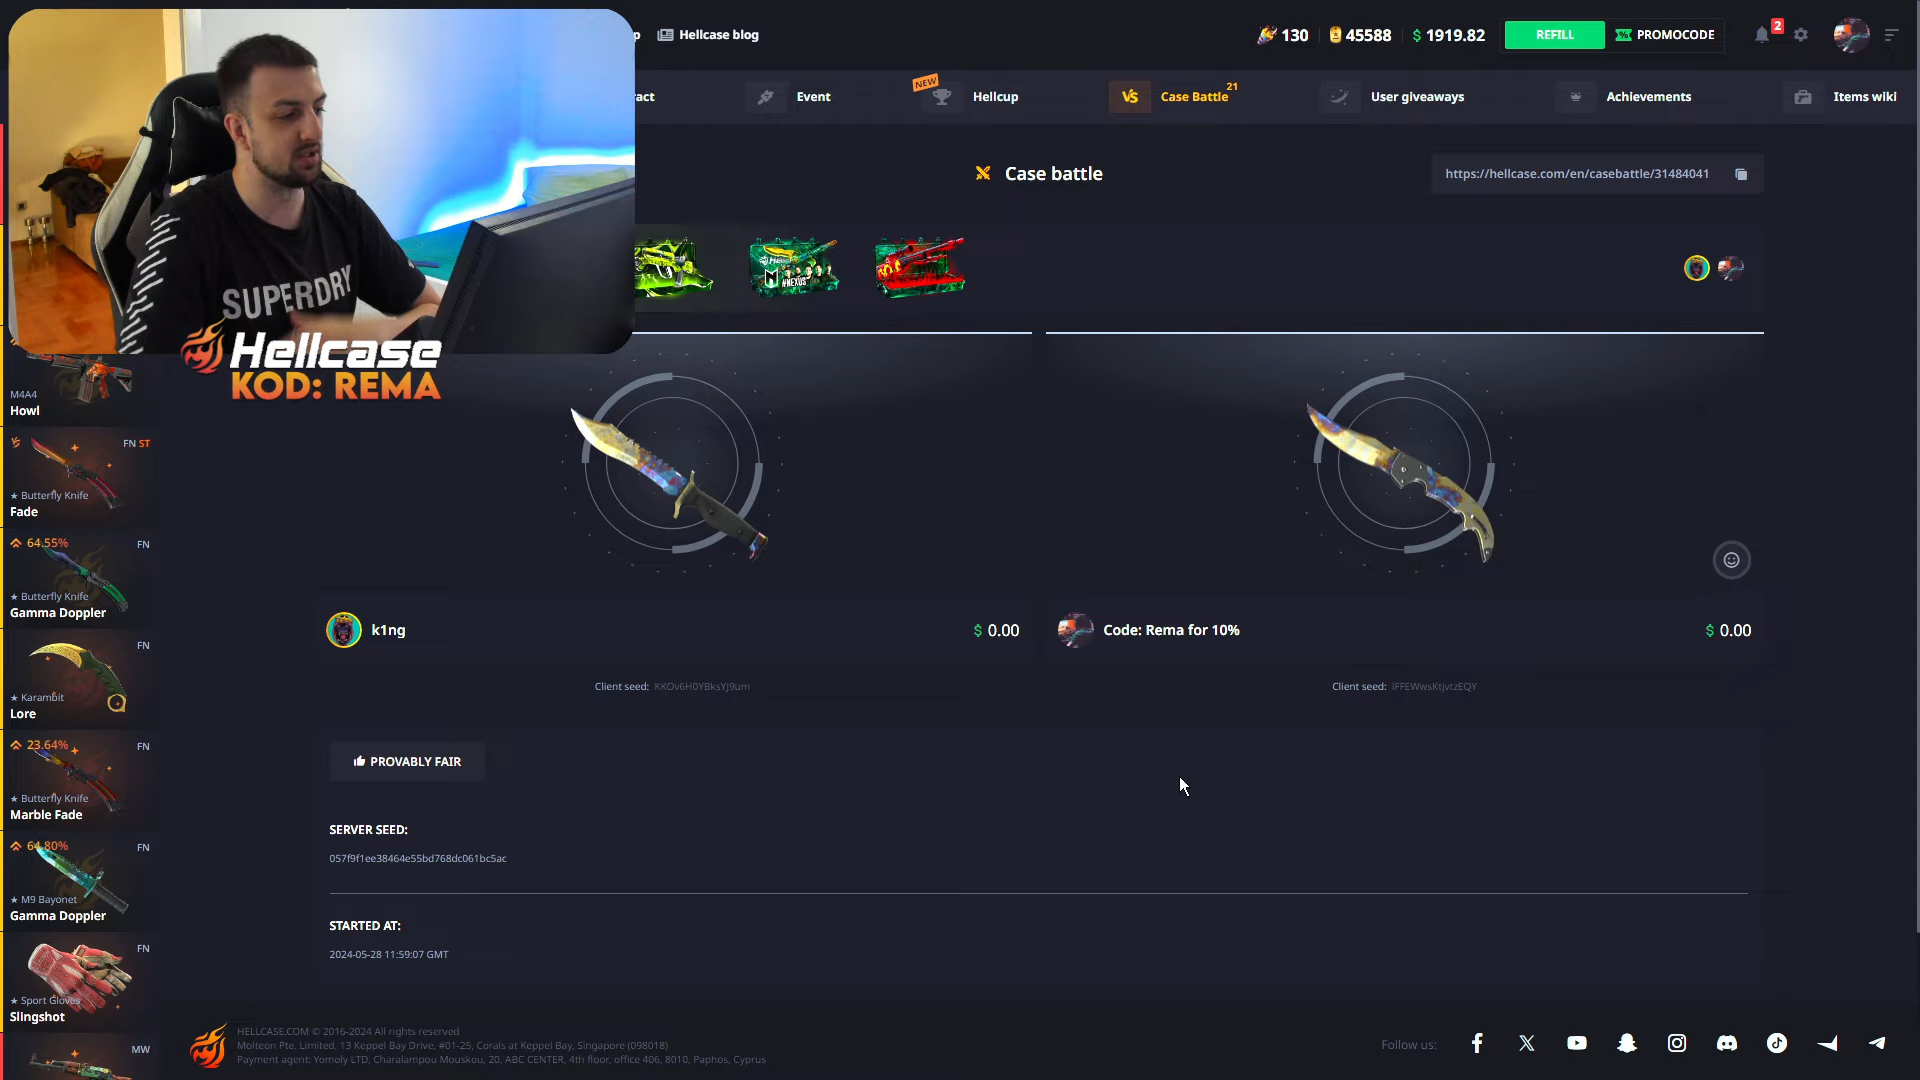 p
Hellcase blog
130
45588
$ 1919.82
REFILL
PROMOCODE
2
ract
Event
NEW
Hellcup
VS
Case Battle
21
User giveaways
Achievements
Items wiki
Case battle
https://hellcase.com/en/casebattle/31484041
#NEXUS
SUPERDRY
Hellcase
KOD: REMA
M4A4
Howl
FN ST
★ Butterfly Knife
Fade
64.55%
FN
★ Butterfly Knife
Gamma Doppler
FN
★ Karambit
Lore
23.64%
FN
★ Butterfly Knife
Marble Fade
64.80%
FN
★ M9 Bayonet
Gamma Doppler
FN
★ Sport Gloves
Slingshot
MW
k1ng
$ 0.00
Code: Rema for 10%
$ 0.00
Client seed: KKOv6H0YBksYJ9um
Client seed: lFFEWwsKtjvtzEQY
PROVABLY FAIR
SERVER SEED:
057f9f1ee38464e55bd768dc061bc5ac
STARTED AT:
2024-05-28 11:59:07 GMT
HELLCASE.COM © 2016-2024 All rights reserved
Molteon Pte. Limited, 13 Keppel Bay Drive, #01-25, Corals at Keppel Bay, Singapore (098018)
Payment agent: Yomoly LTD, Charalampou Mouskou, 20, ABC CENTER, 4th floor, office 406, 8010, Paphos, Cyprus
Follow us: